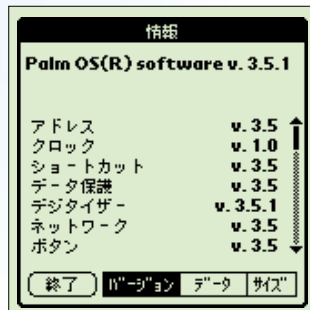 情報
Palm OS(R) software v. 3.5.1
アドレス v. 3.5
クロック v. 1.0
ショートカット v. 3.5
データ保護 v. 3.5
デジタイザー v. 3.5.1
ネットワーク v. 3.5
ボタン v. 3.5
終了 バージョン データ サイズ